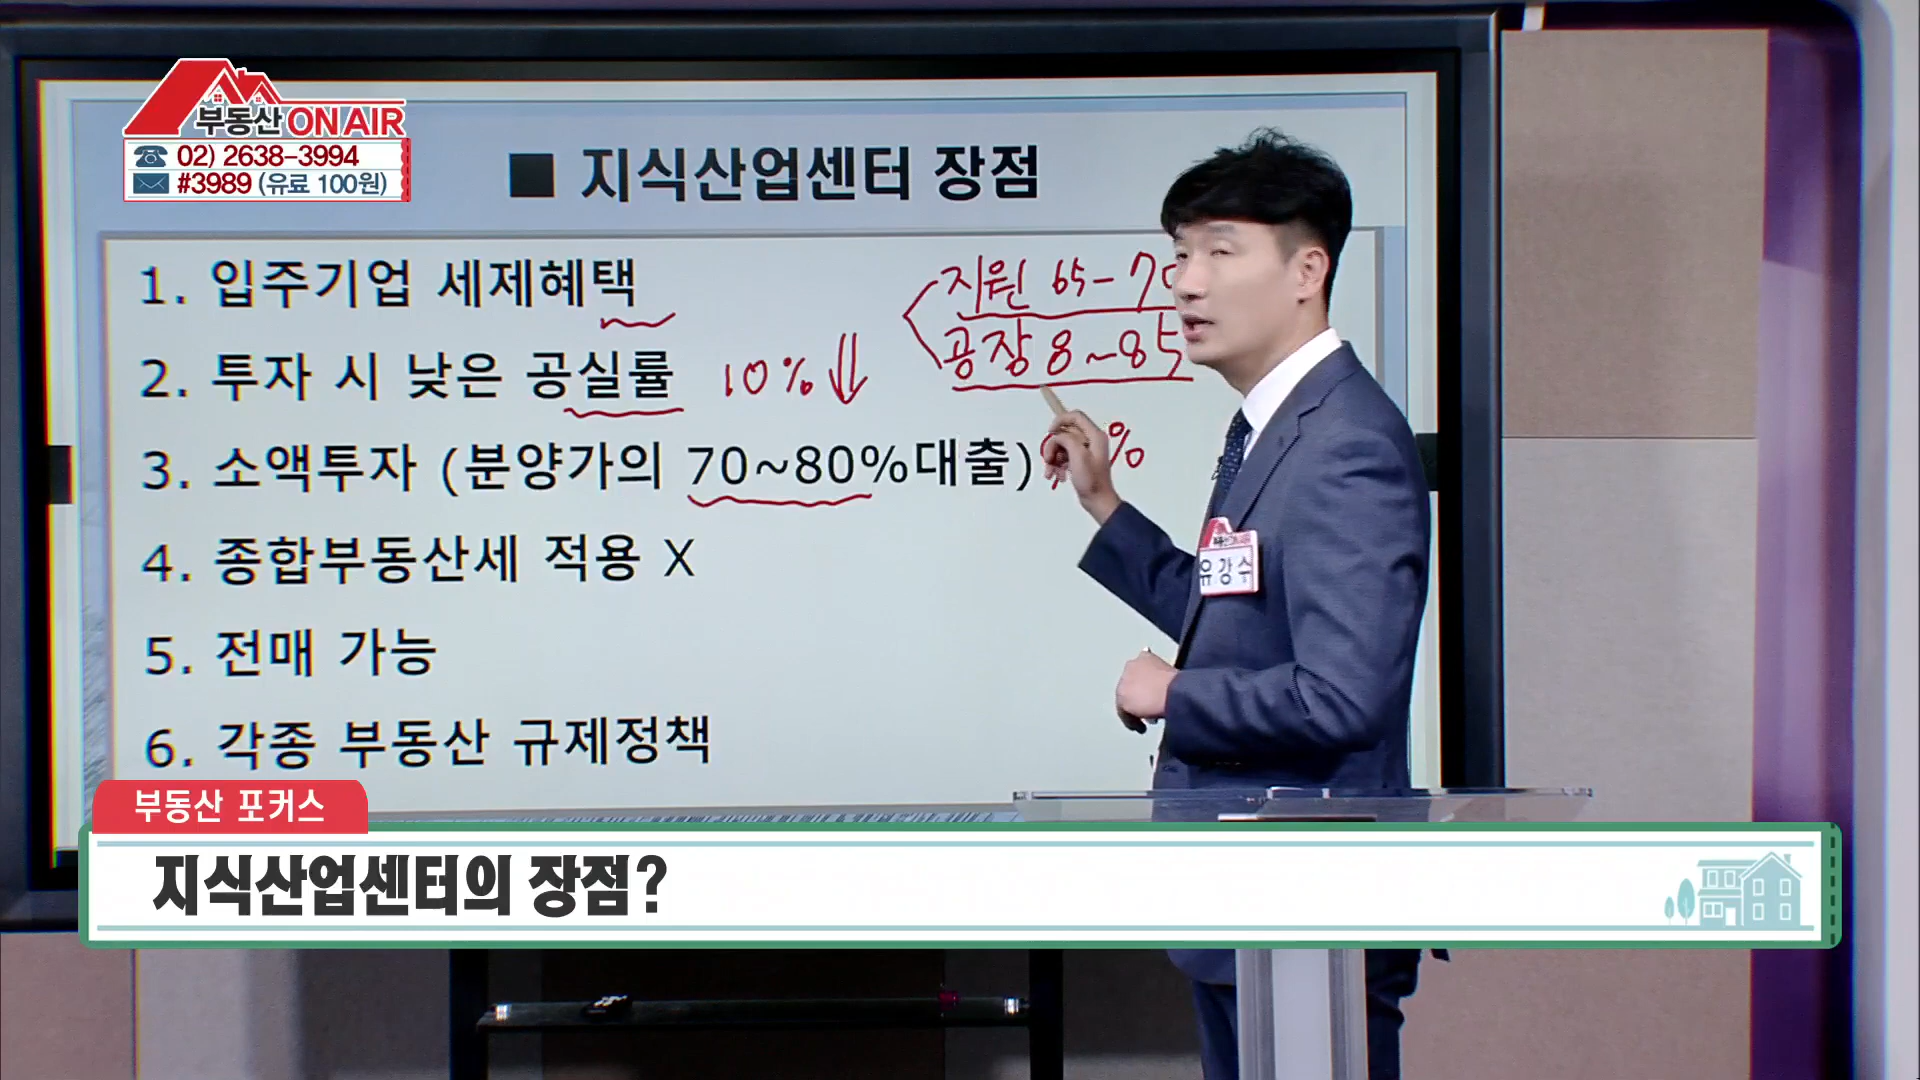 부동산 ON AIR
02) 2638-3994
#3989 (유료 100원)
■ 지식산업센터 장점
1. 입주기업 세제혜택
지원 65-70
2. 투자 시 낮은 공실률 10%
공장 8~85
3. 소액투자 (분양가의 70~80%대출) %
4. 종합부동산세 적용 X
5. 전매 가능
6. 각종 부동산 규제정책
유강수
부동산 포커스
지식산업센터의 장점?